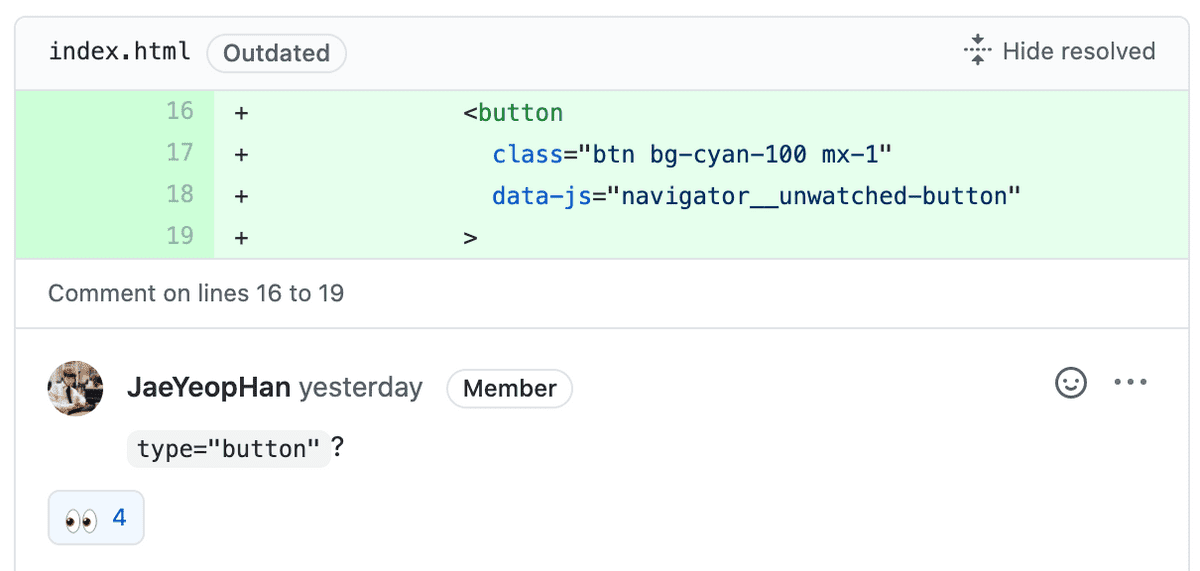 index.html Outdated Hide resolved
16 + <button
17 + class="btn bg-cyan-100 mx-1"
18 + data-js="navigator__unwatched-button"
19 + >
Comment on lines 16 to 19
JaeYeopHan yesterday Member
type="button" ?
👀 4